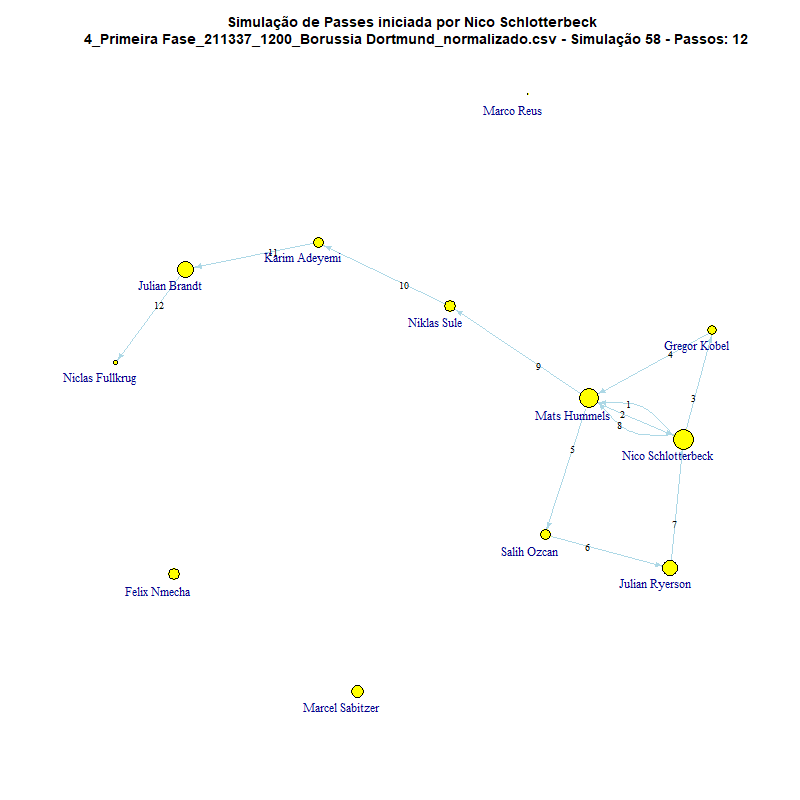 Simulação de Passes iniciada por Nico Schlotterbeck
4_Primeira Fase_211337_1200_Borussia Dortmund_normalizado.csv - Simulação 58 - Passos: 12
Marco Reus
11
Karim Adeyemi
Julian Brandt
10
12
Niklas Sule
Gregor Kobel
4
9
Niclas Fullkrug
3
1
Mats Hummels
2
8
5
Nico Schlotterbeck
7
6
Salih Ozcan
Julian Ryerson
Felix Nmecha
Marcel Sabitzer